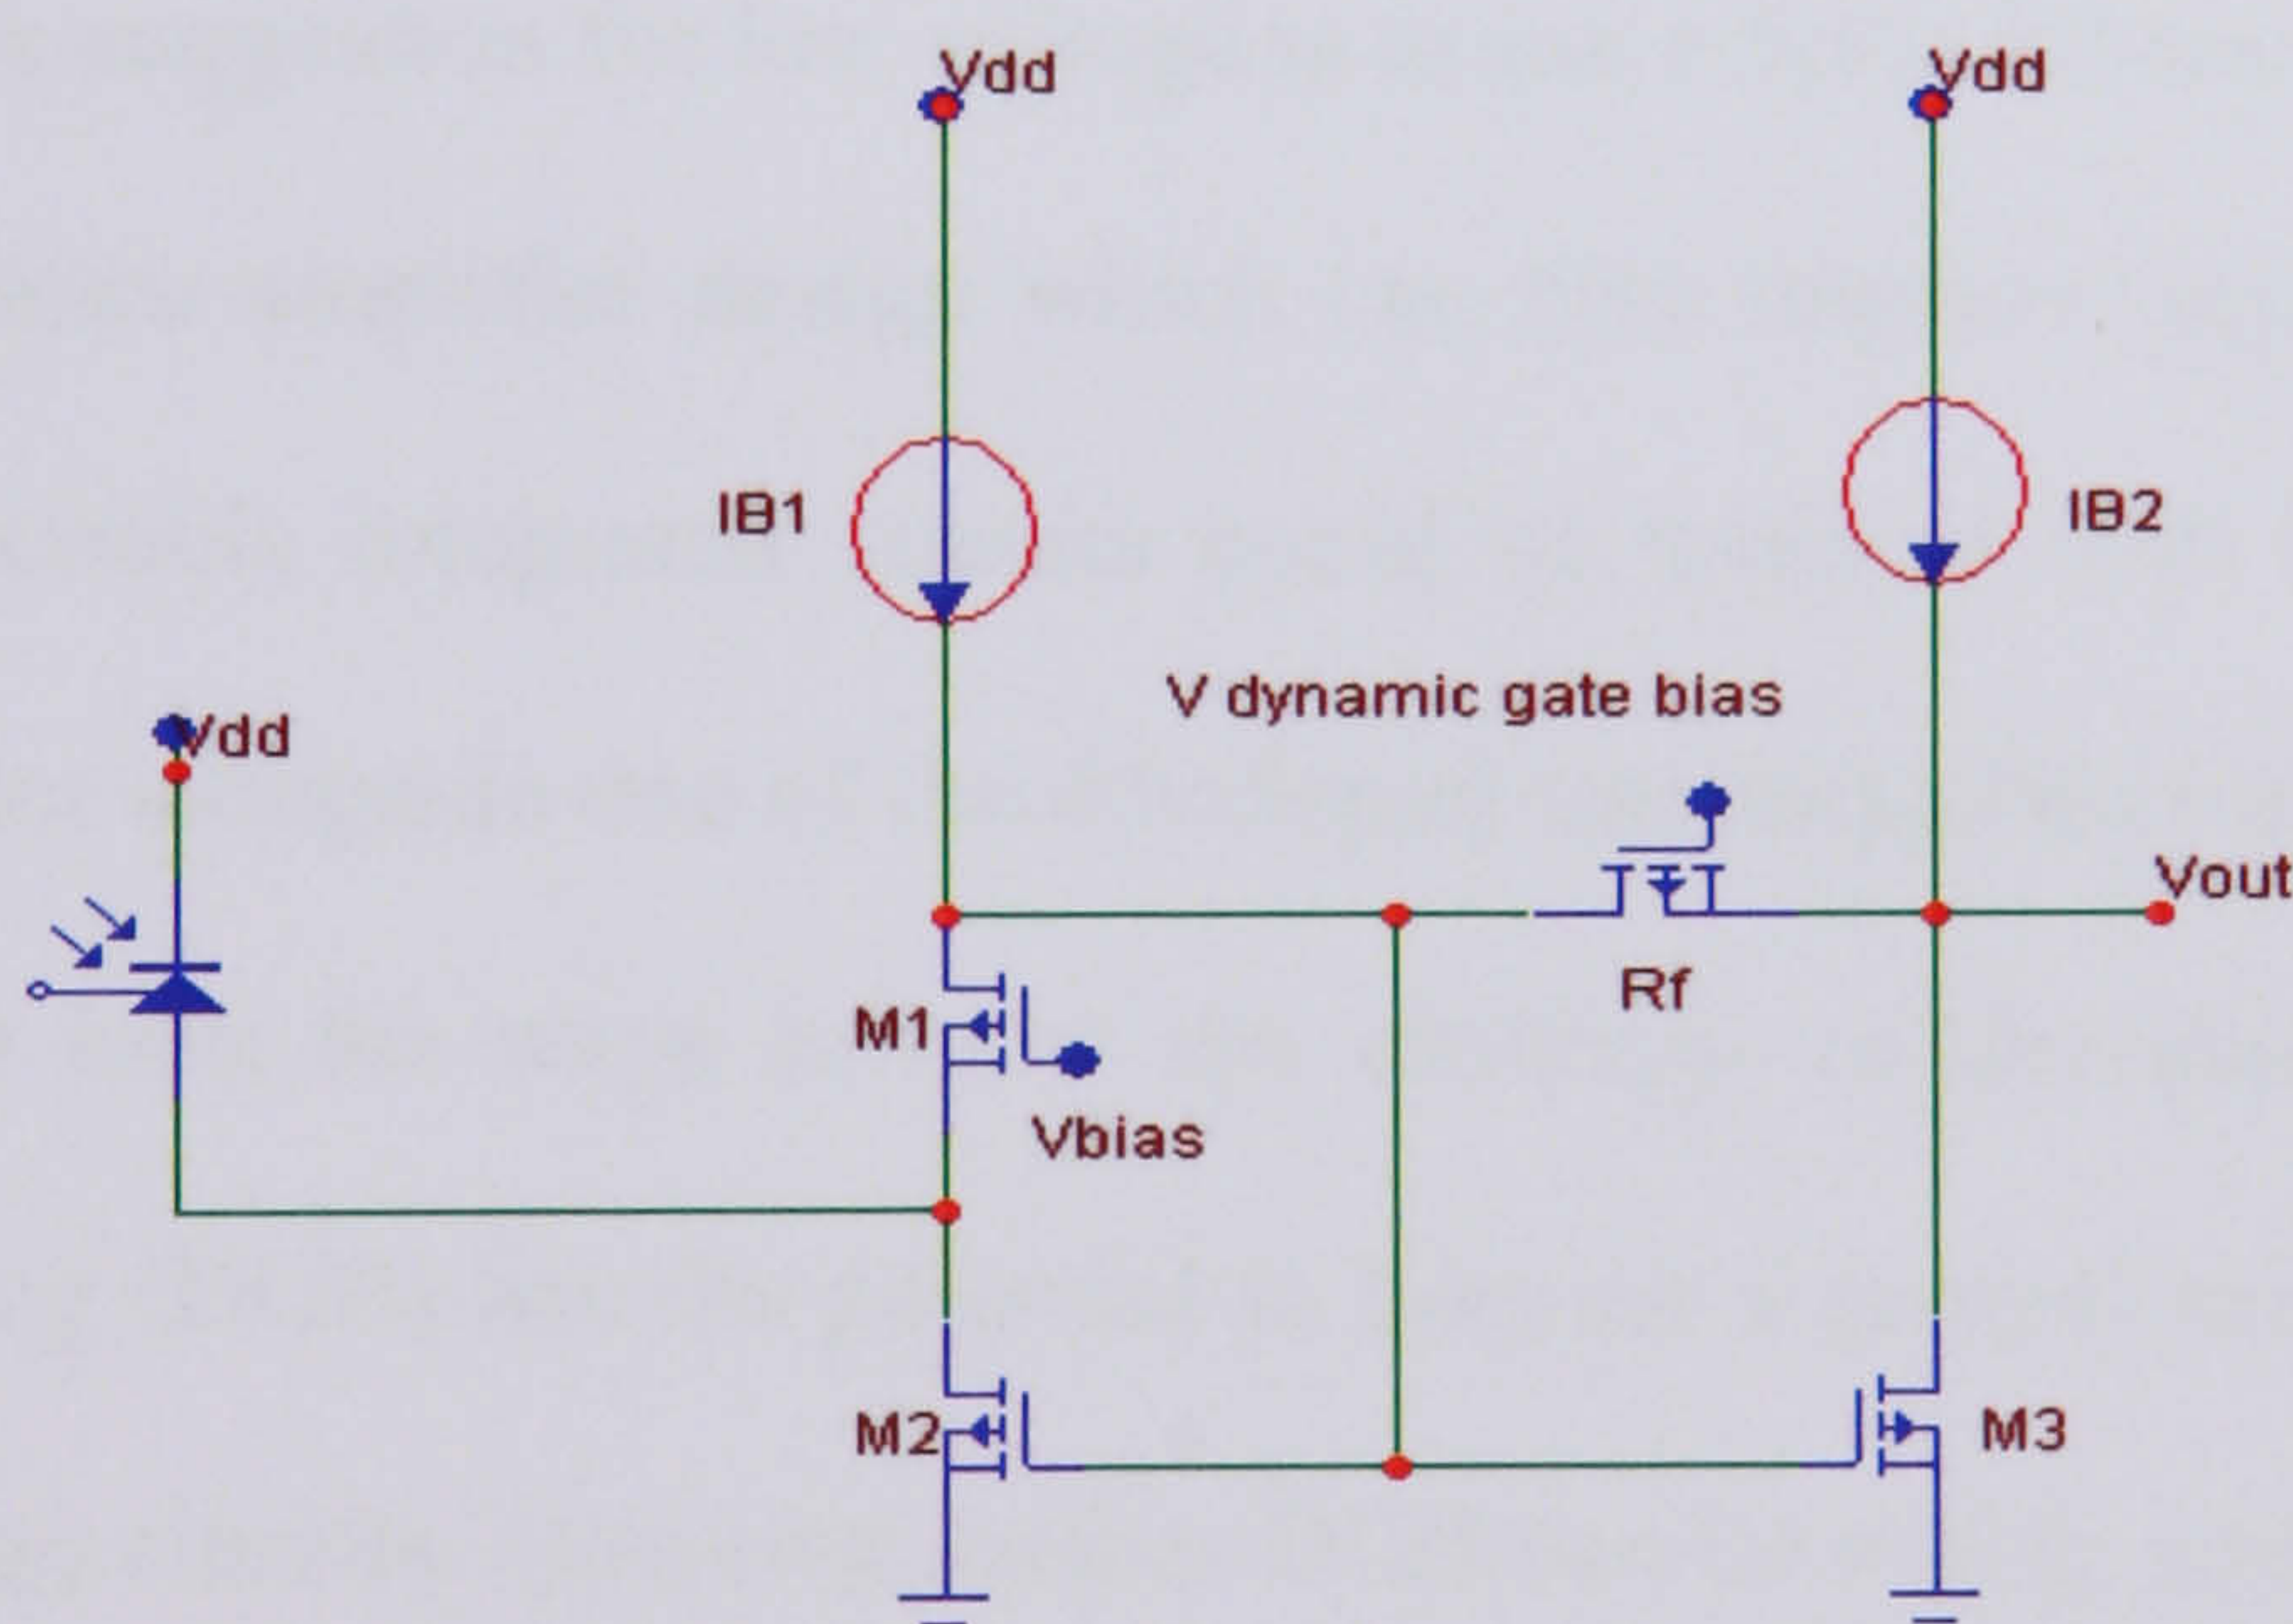 Vdd
Vdd
IB1
IB2
V dynamic gate bias
Vdd
Vout
Rf
M1
Vbias
M2
M3